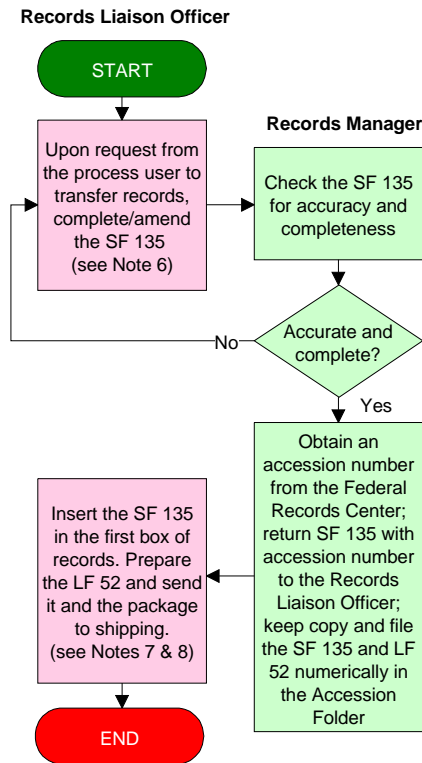 Records Liaison Officer
START
Upon request from
the process user to
transfer records,
complete/amend
the SF 135
(see Note 6)
Records Manager
Check the SF 135
for accuracy and
completeness
Accurate and
complete?
No
Yes
Obtain an
accession number
from the Federal
Records Center;
return SF 135 with
accession number
to the Records
Liaison Officer;
keep copy and file
the SF 135 and LF
52 numerically in
the Accession
Folder
Insert the SF 135
in the first box of
records. Prepare
the LF 52 and send
it and the package
to shipping.
(see Notes 7 & 8)
END